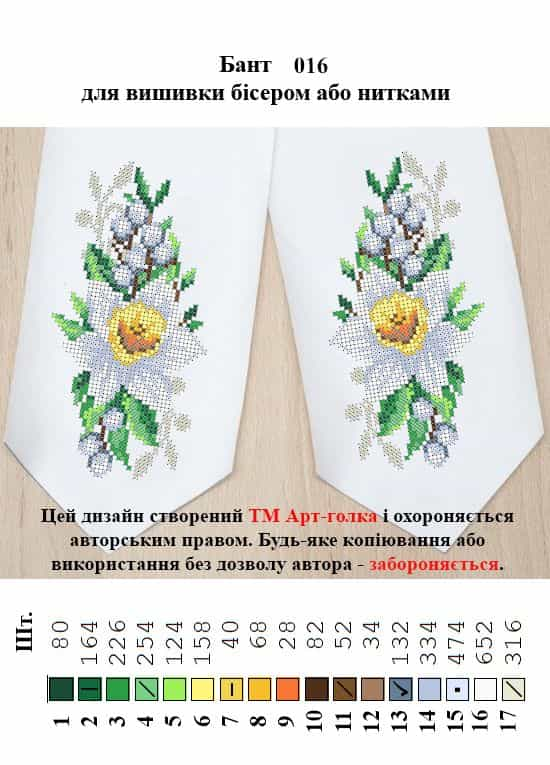 Бант 016
для вишивки бісером або нитками
Цей дизайн створений ТМ Арт-голка і охороняється
авторським правом. Будь-яке копіювання або
використання без дозволу автора - забороняється.
Шт. 80 164 226 254 124 158 40 68 28 82 52 34 132 334 474 652 316
1 2 3 4 5 6 7 8 9 10 11 12 13 14 15 16 17